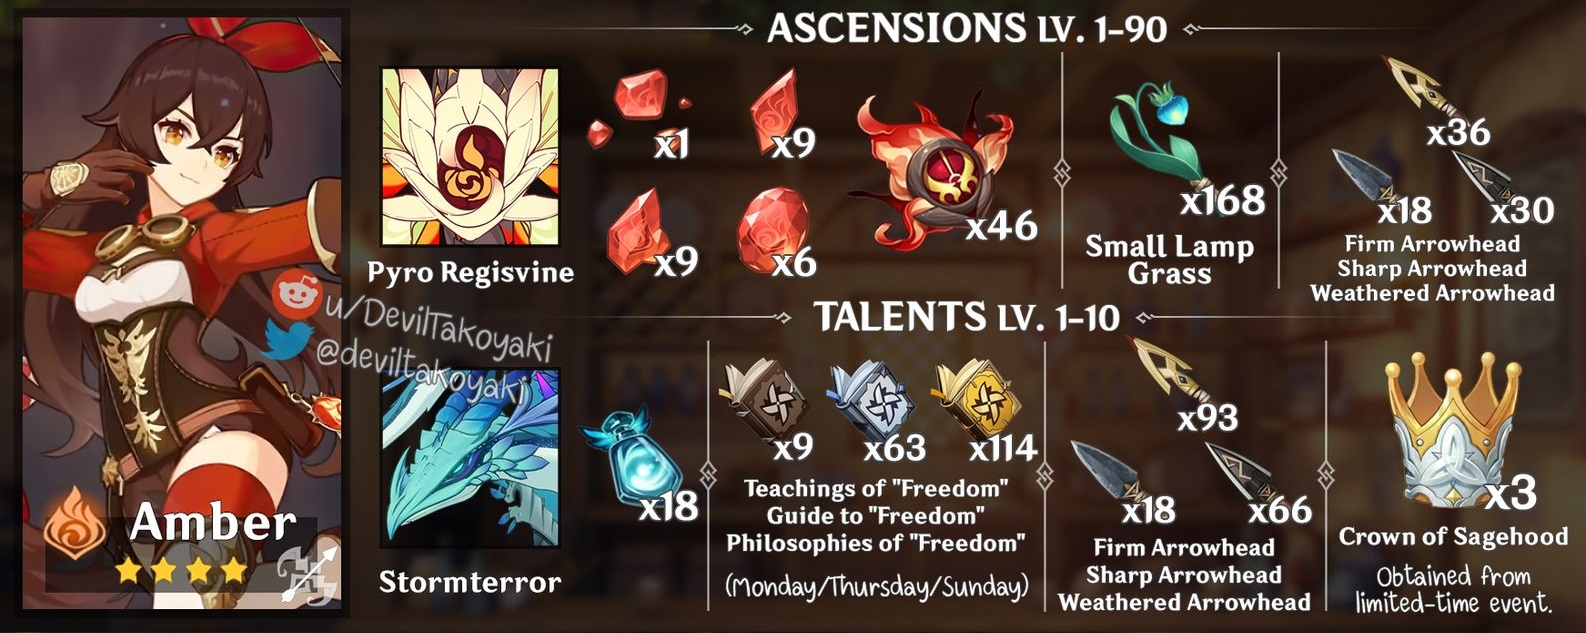 ASCENSIONS LV. 1-90
x1
x9
x9
x6
x46
Pyro Regisvine
x168
Small Lamp
Grass
x36
x18
x30
Firm Arrowhead
Sharp Arrowhead
Weathered Arrowhead
u/DevilTakoyaki
@deviltakoyaki
TALENTS LV. 1-10
x18
Stormterror
x9
x63
x114
Teachings of "Freedom"
Guide to "Freedom"
Philosophies of "Freedom"
(Monday/Thursday/Sunday)
x93
x18
x66
Firm Arrowhead
Sharp Arrowhead
Weathered Arrowhead
x3
Crown of Sagehood
Obtained from
limited-time event.
Amber